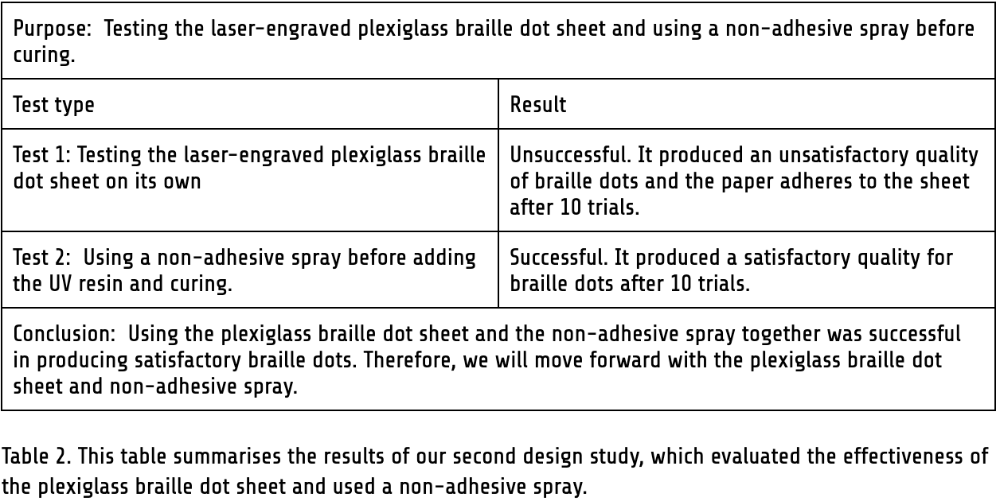 Purpose:  Testing the laser-engraved plexiglass braille dot sheet and using a non-adhesive spray before
curing.
Test type
Result
Test 1: Testing the laser-engraved plexiglass braille
dot sheet on its own
Unsuccessful. It produced an unsatisfactory quality
of braille dots and the paper adheres to the sheet
after 10 trials.
Test 2:  Using a non-adhesive spray before adding
the UV resin and curing.
Successful. It produced a satisfactory quality for
braille dots after 10 trials.
Conclusion:  Using the plexiglass braille dot sheet and the non-adhesive spray together was successful
in producing satisfactory braille dots. Therefore, we will move forward with the plexiglass braille dot
sheet and non-adhesive spray.
Table 2. This table summarises the results of our second design study, which evaluated the effectiveness of
the plexiglass braille dot sheet and used a non-adhesive spray.